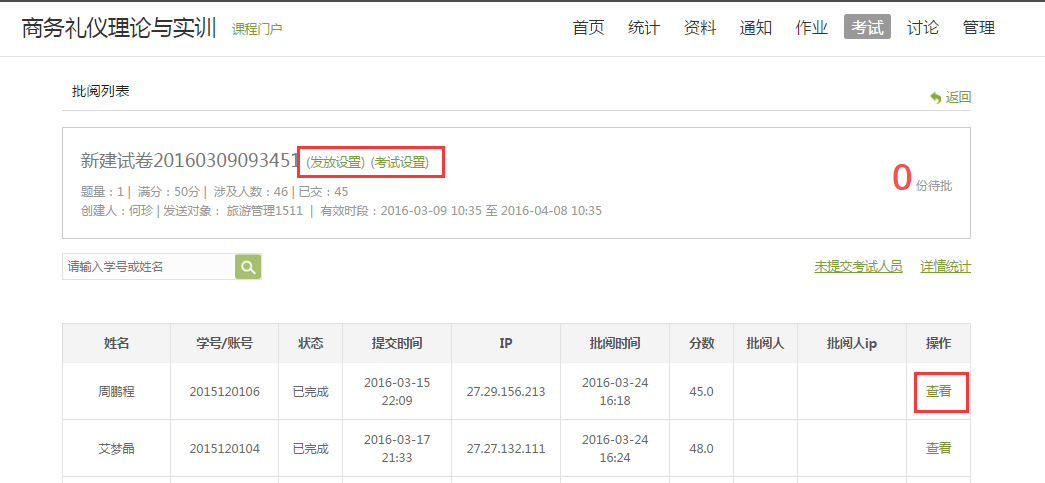 商务礼仪理论与实训 课程门户 首页 统计 资料 通知 作业 考试 讨论 管理
批阅列表
返回
新建试卷20160309093451 (发放设置) (考试设置)
0 份待批
题量：1 | 满分：50分 | 涉及人数：46 | 已交：45
创建人：何珍 | 发送对象： 旅游管理1511 | 有效时段：2016-03-09 10:35 至 2016-04-08 10:35
请输入学号或姓名 未提交考试人员 详情统计
姓名 学号/账号 状态 提交时间 IP 批阅时间 分数 批阅人 批阅人ip 操作
周鹏程 2015120106 已完成 2016-03-15 22:09 27.29.156.213 2016-03-24 16:18 45.0 查看
艾梦晶 2015120104 已完成 2016-03-17 21:33 27.27.132.111 2016-03-24 16:24 48.0 查看